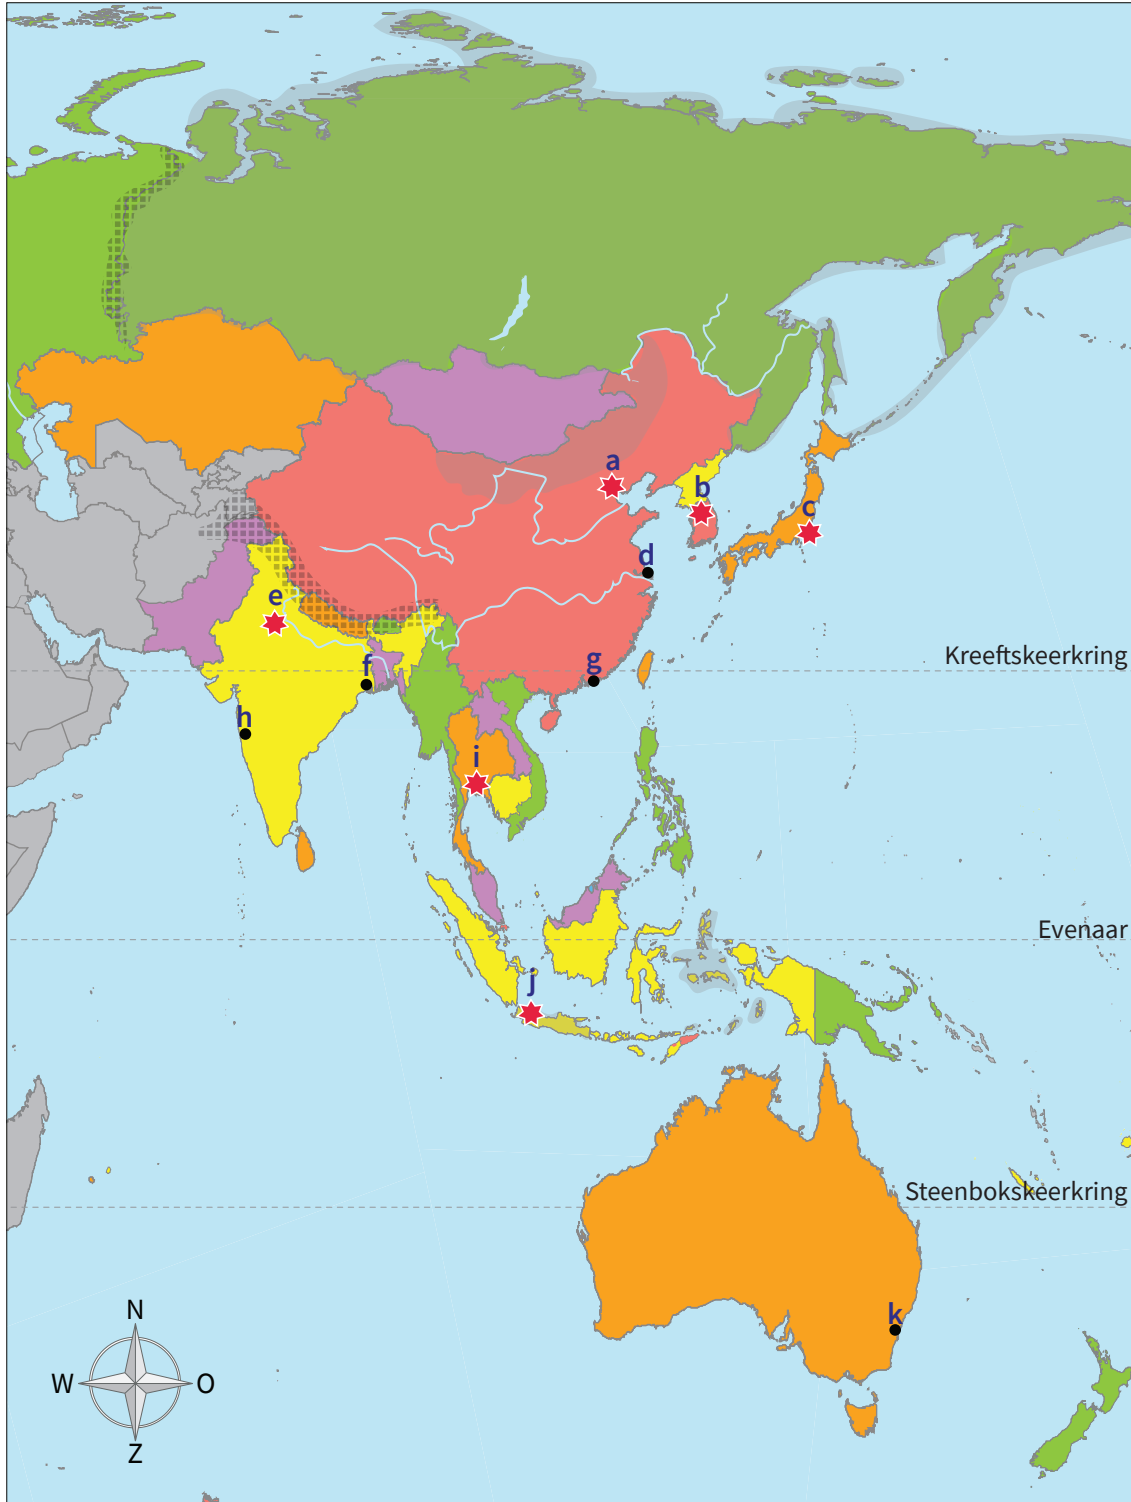 a
b
c
d
e
Kreeftskeerkring
f
g
h
i
Evenaar
j
Steenbokskeerkring
k
N
W
O
Z